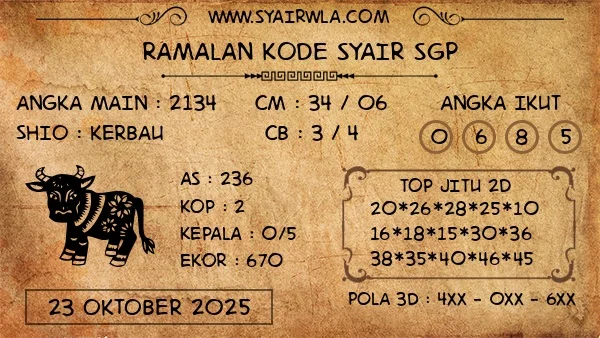 WWW.SYAIRWLA.COM
RAMALAN KODE SYAIR SGP
ANGKA MAIN : 2134
CM : 34 / 06
ANGKA IKUT
SHIO : KERBAU
CB : 3 / 4
0 6 8 5
AS : 236
KOP : 2
KEPALA : 0/5
EKOR : 670
TOP JITU 2D
20*26*28*25*10
16*18*15*30*36
38*35*40*46*45
23 OKTOBER 2025
POLA 3D : 4XX - 0XX - 6XX